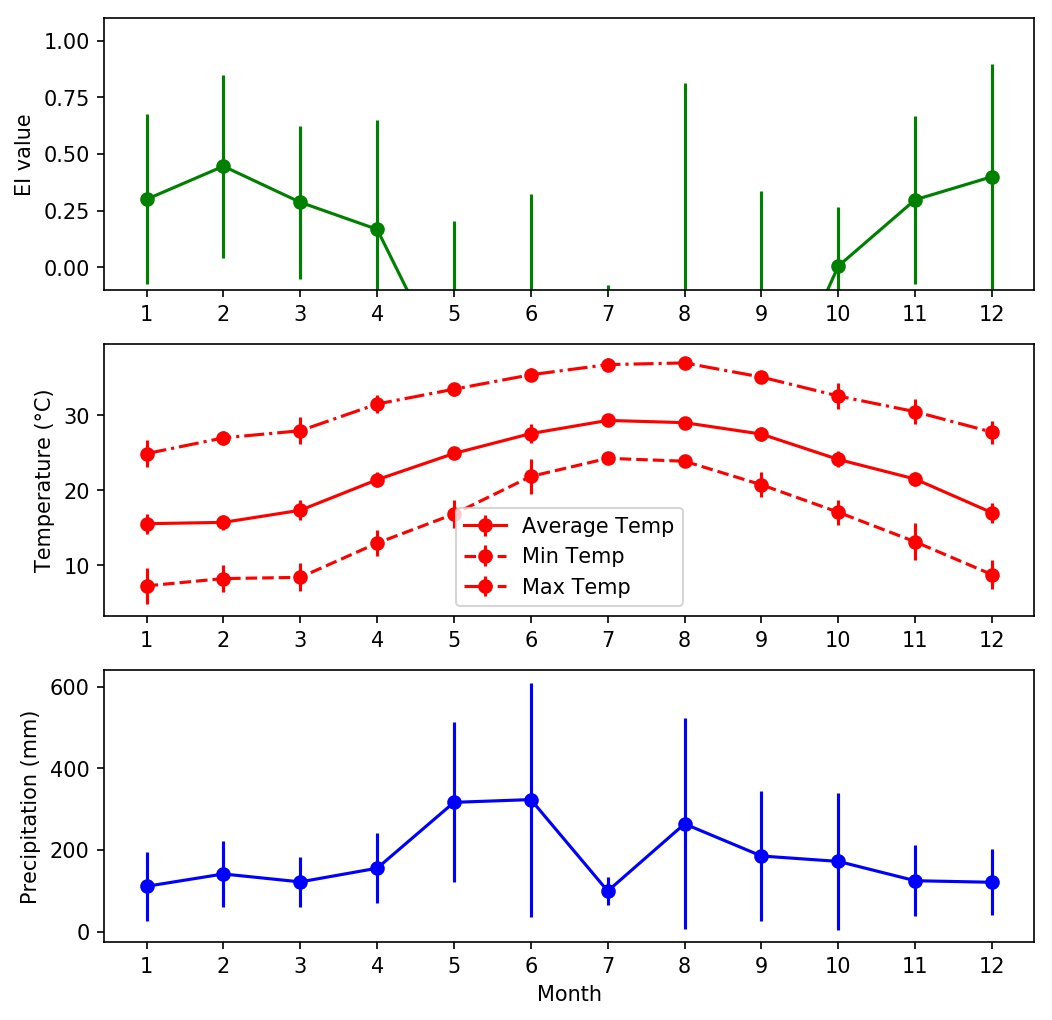 1.00
0.75
0.50
0.25
0.00
EI value
1 2 3 4 5 6 7 8 9 10 11 12
30
20
10
Temperature (°C)
Average Temp
Min Temp
Max Temp
1 2 3 4 5 6 7 8 9 10 11 12
600
400
200
0
Precipitation (mm)
1 2 3 4 5 6 7 8 9 10 11 12
Month